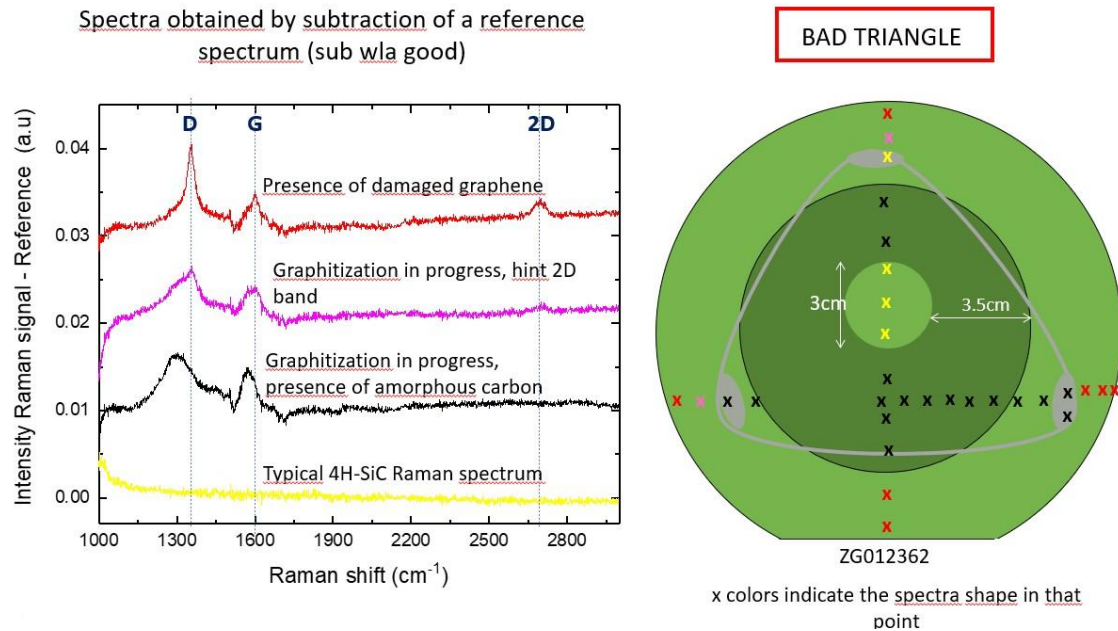 Spectra obtained by subtraction of a reference
spectrum (sub wla good)
BAD TRIANGLE
Intensity Raman signal - Reference (a.u)
0.04
0.03
0.02
0.01
0.00
D
G
2D
Presence of damaged graphene
Graphitization in progress, hint 2D
band
Graphitization in progress,
presence of amorphous carbon
Typical 4H-SiC Raman spectrum
1000 1300 1600 1900 2200 2500 2800
Raman shift (cm⁻¹)
x
x
x
x
x
x
3cm
x
3.5cm
x
x
x x x x x x x x x x x x x x x x
x
x
x
x
x
ZG012362
x colors indicate the spectra shape in that
point